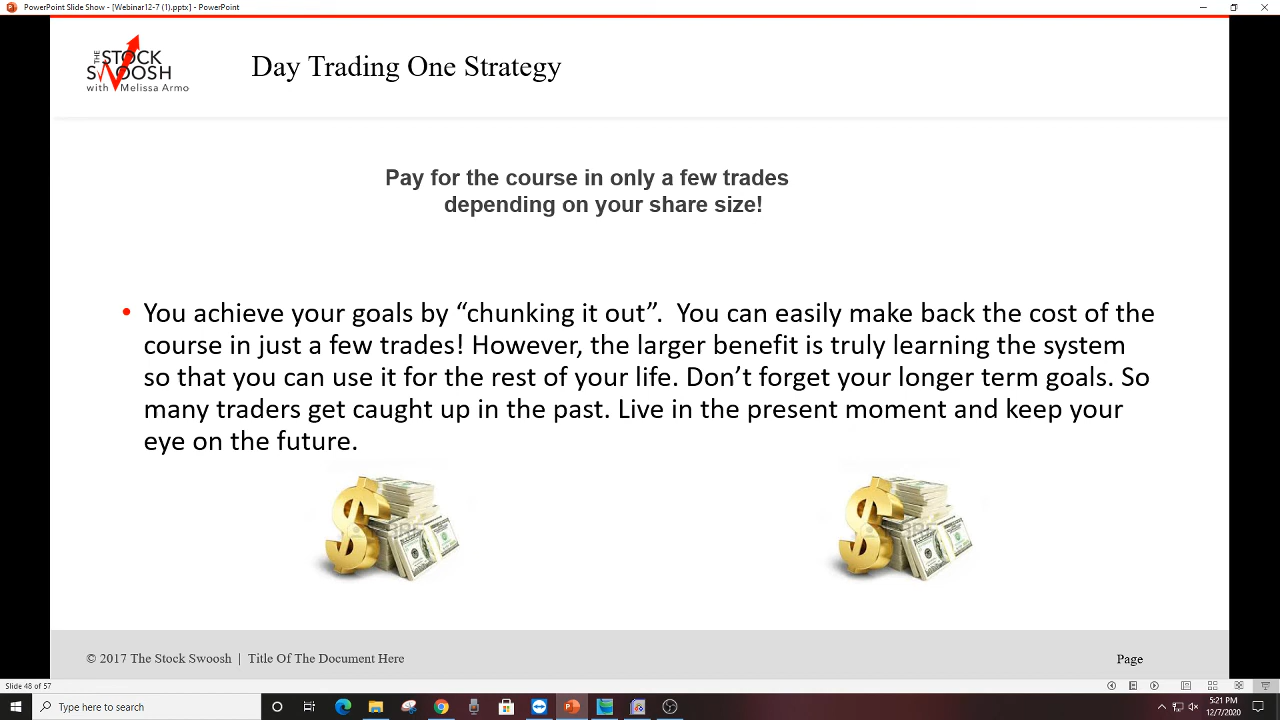 PowerPoint Slide Show - [Webinar12-7 (1).pptx] - PowerPoint
THE
STOCK
SWOOSH
with Melissa Armo
Day Trading One Strategy
Pay for the course in only a few trades
depending on your share size!
• You achieve your goals by “chunking it out”.  You can easily make back the cost of the
course in just a few trades! However, the larger benefit is truly learning the system
so that you can use it for the rest of your life. Don’t forget your longer term goals. So
many traders get caught up in the past. Live in the present moment and keep your
eye on the future.
© 2017 The Stock Swoosh | Title Of The Document Here
Page
Slide 48 of 57
Type here to search
5:21 PM
12/7/2020